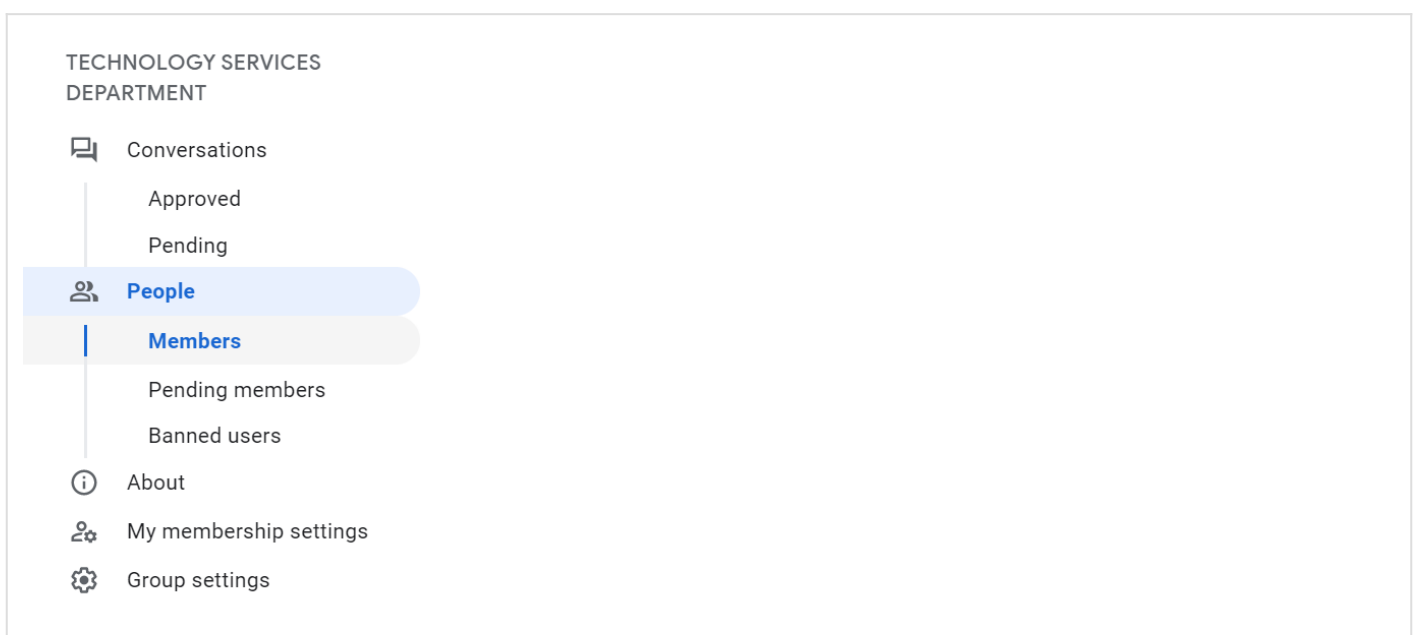 TECHNOLOGY SERVICES
DEPARTMENT
Conversations
Approved
Pending
People
Members
Pending members
Banned users
About
My membership settings
Group settings